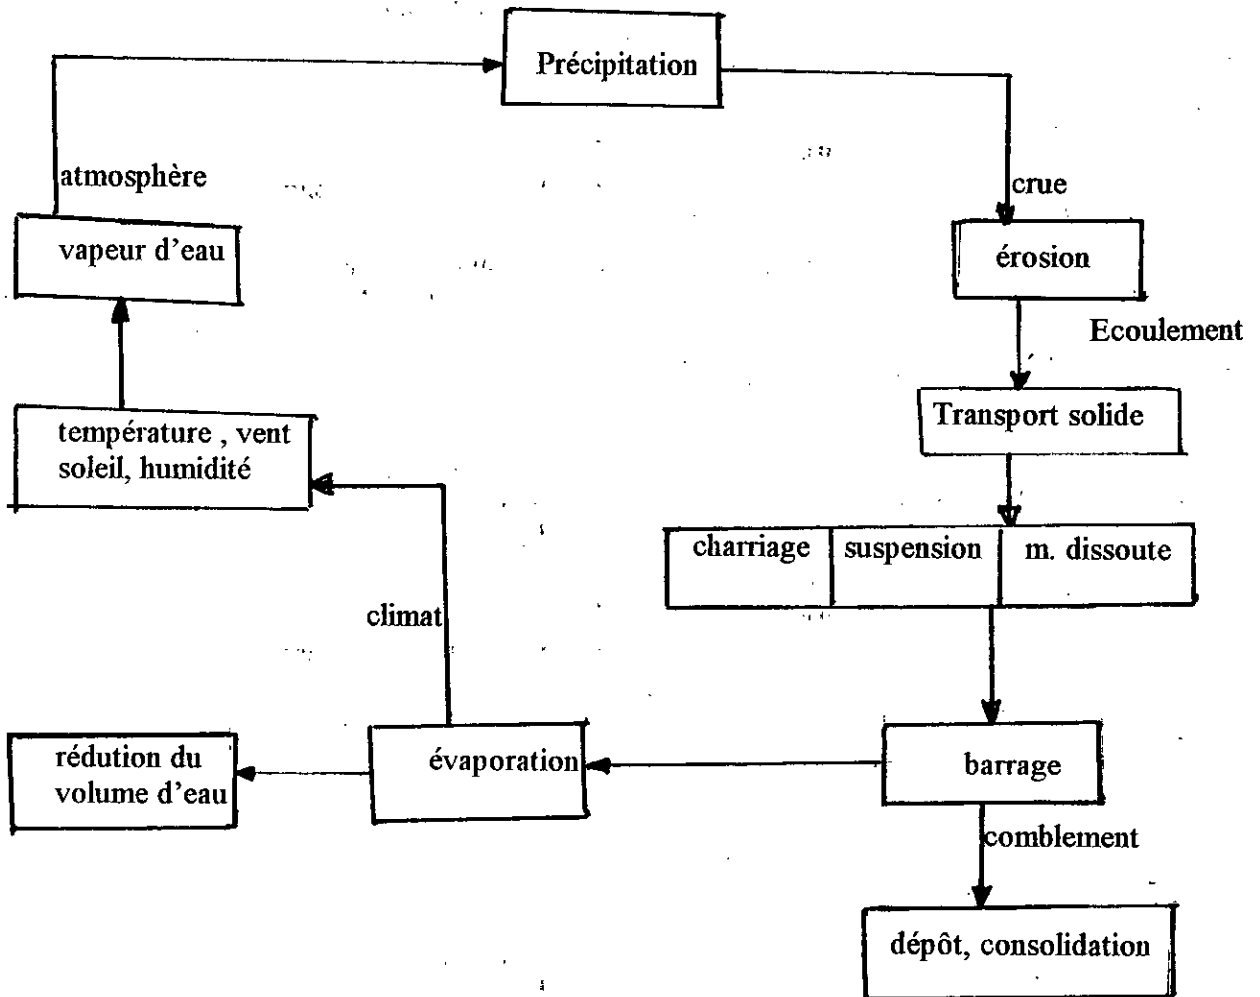 Précipitation
atmosphère
crue
vapeur d'eau
érosion
Ecoulement
température , vent
soleil, humidité
Transport solide
charriage
suspension
m. dissoute
climat
rédution du
volume d'eau
évaporation
barrage
comblement
dépôt, consolidation